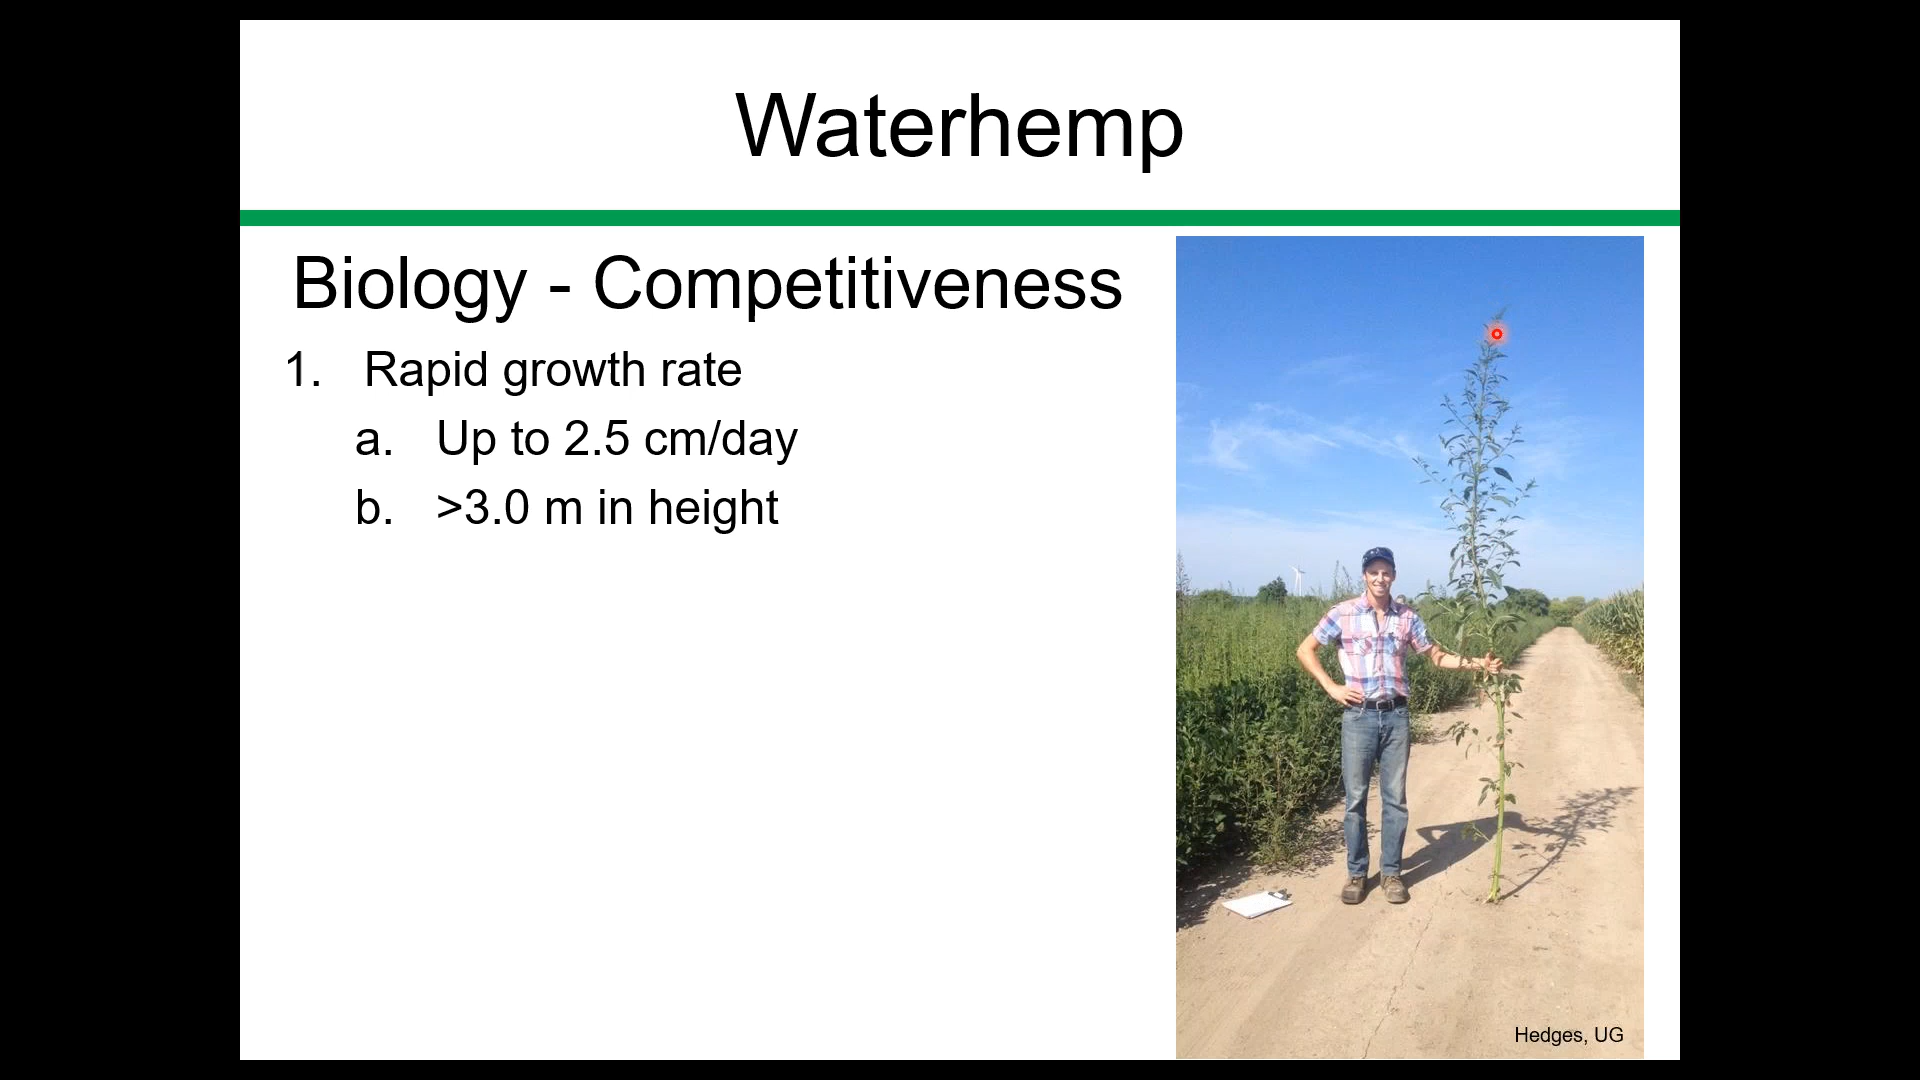 Waterhemp
Biology - Competitiveness
1. Rapid growth rate
a. Up to 2.5 cm/day
b. >3.0 m in height
Hedges, UG